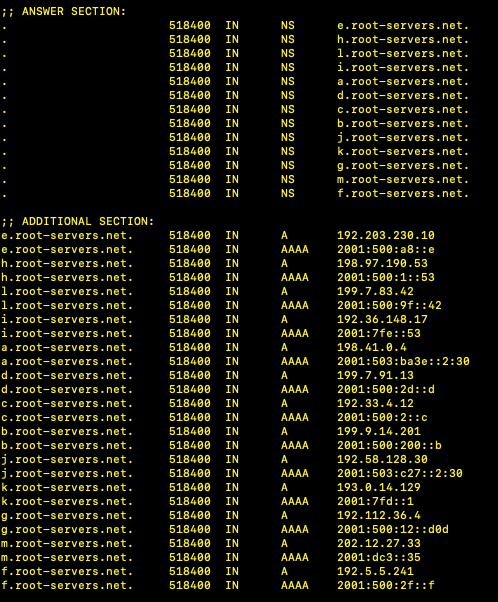 ;; ANSWER SECTION:
. 518400 IN NS e.root-servers.net.
. 518400 IN NS h.root-servers.net.
. 518400 IN NS l.root-servers.net.
. 518400 IN NS i.root-servers.net.
. 518400 IN NS a.root-servers.net.
. 518400 IN NS d.root-servers.net.
. 518400 IN NS c.root-servers.net.
. 518400 IN NS b.root-servers.net.
. 518400 IN NS j.root-servers.net.
. 518400 IN NS k.root-servers.net.
. 518400 IN NS g.root-servers.net.
. 518400 IN NS m.root-servers.net.
. 518400 IN NS f.root-servers.net.
;; ADDITIONAL SECTION:
e.root-servers.net. 518400 IN A 192.203.230.10
e.root-servers.net. 518400 IN AAAA 2001:500:a8::e
h.root-servers.net. 518400 IN A 198.97.190.53
h.root-servers.net. 518400 IN AAAA 2001:500:1::53
l.root-servers.net. 518400 IN A 199.7.83.42
l.root-servers.net. 518400 IN AAAA 2001:500:9f::42
i.root-servers.net. 518400 IN A 192.36.148.17
i.root-servers.net. 518400 IN AAAA 2001:7fe::53
a.root-servers.net. 518400 IN A 198.41.0.4
a.root-servers.net. 518400 IN AAAA 2001:503:ba3e::2:30
d.root-servers.net. 518400 IN A 199.7.91.13
d.root-servers.net. 518400 IN AAAA 2001:500:2d::d
c.root-servers.net. 518400 IN A 192.33.4.12
c.root-servers.net. 518400 IN AAAA 2001:500:2::c
b.root-servers.net. 518400 IN A 199.9.14.201
b.root-servers.net. 518400 IN AAAA 2001:500:200::b
j.root-servers.net. 518400 IN A 192.58.128.30
j.root-servers.net. 518400 IN AAAA 2001:503:c27::2:30
k.root-servers.net. 518400 IN A 193.0.14.129
k.root-servers.net. 518400 IN AAAA 2001:7fd::1
g.root-servers.net. 518400 IN A 192.112.36.4
g.root-servers.net. 518400 IN AAAA 2001:500:12::d0d
m.root-servers.net. 518400 IN A 202.12.27.33
m.root-servers.net. 518400 IN AAAA 2001:dc3::35
f.root-servers.net. 518400 IN A 192.5.5.241
f.root-servers.net. 518400 IN AAAA 2001:500:2f::f